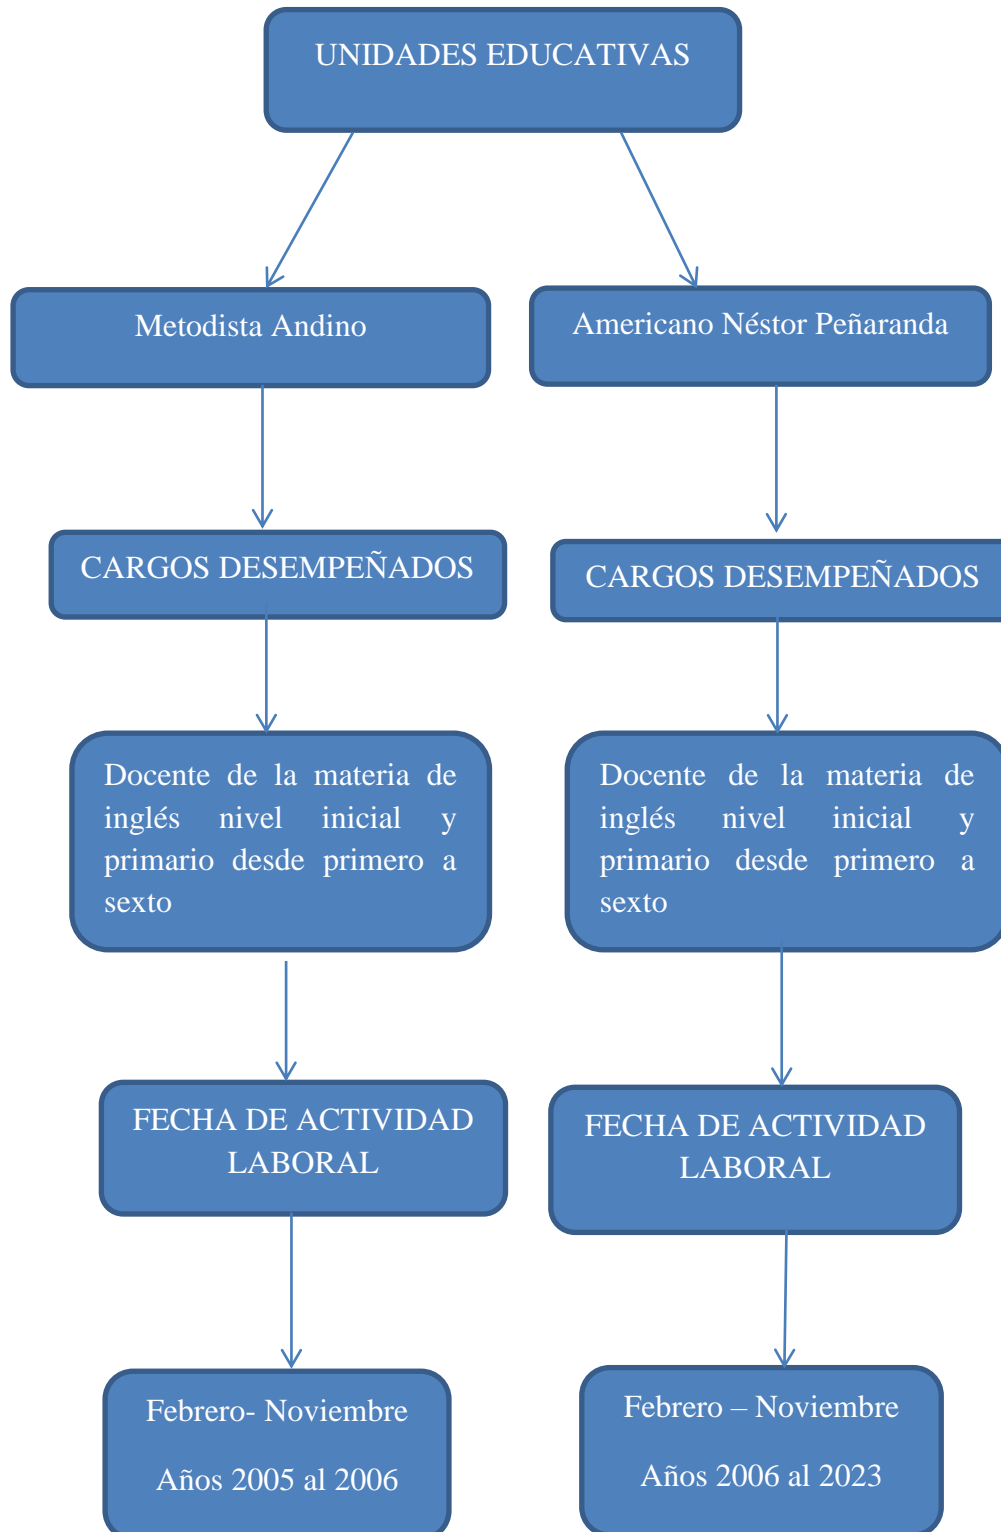 UNIDADES EDUCATIVAS
Metodista Andino
Americano Néstor Peñaranda
CARGOS DESEMPEÑADOS
CARGOS DESEMPEÑADOS
Docente de la materia de
inglés nivel inicial y
primario desde primero a
sexto
Docente de la materia de
inglés nivel inicial y
primario desde primero a
sexto
FECHA DE ACTIVIDAD
LABORAL
FECHA DE ACTIVIDAD
LABORAL
Febrero- Noviembre
Años 2005 al 2006
Febrero – Noviembre
Años 2006 al 2023